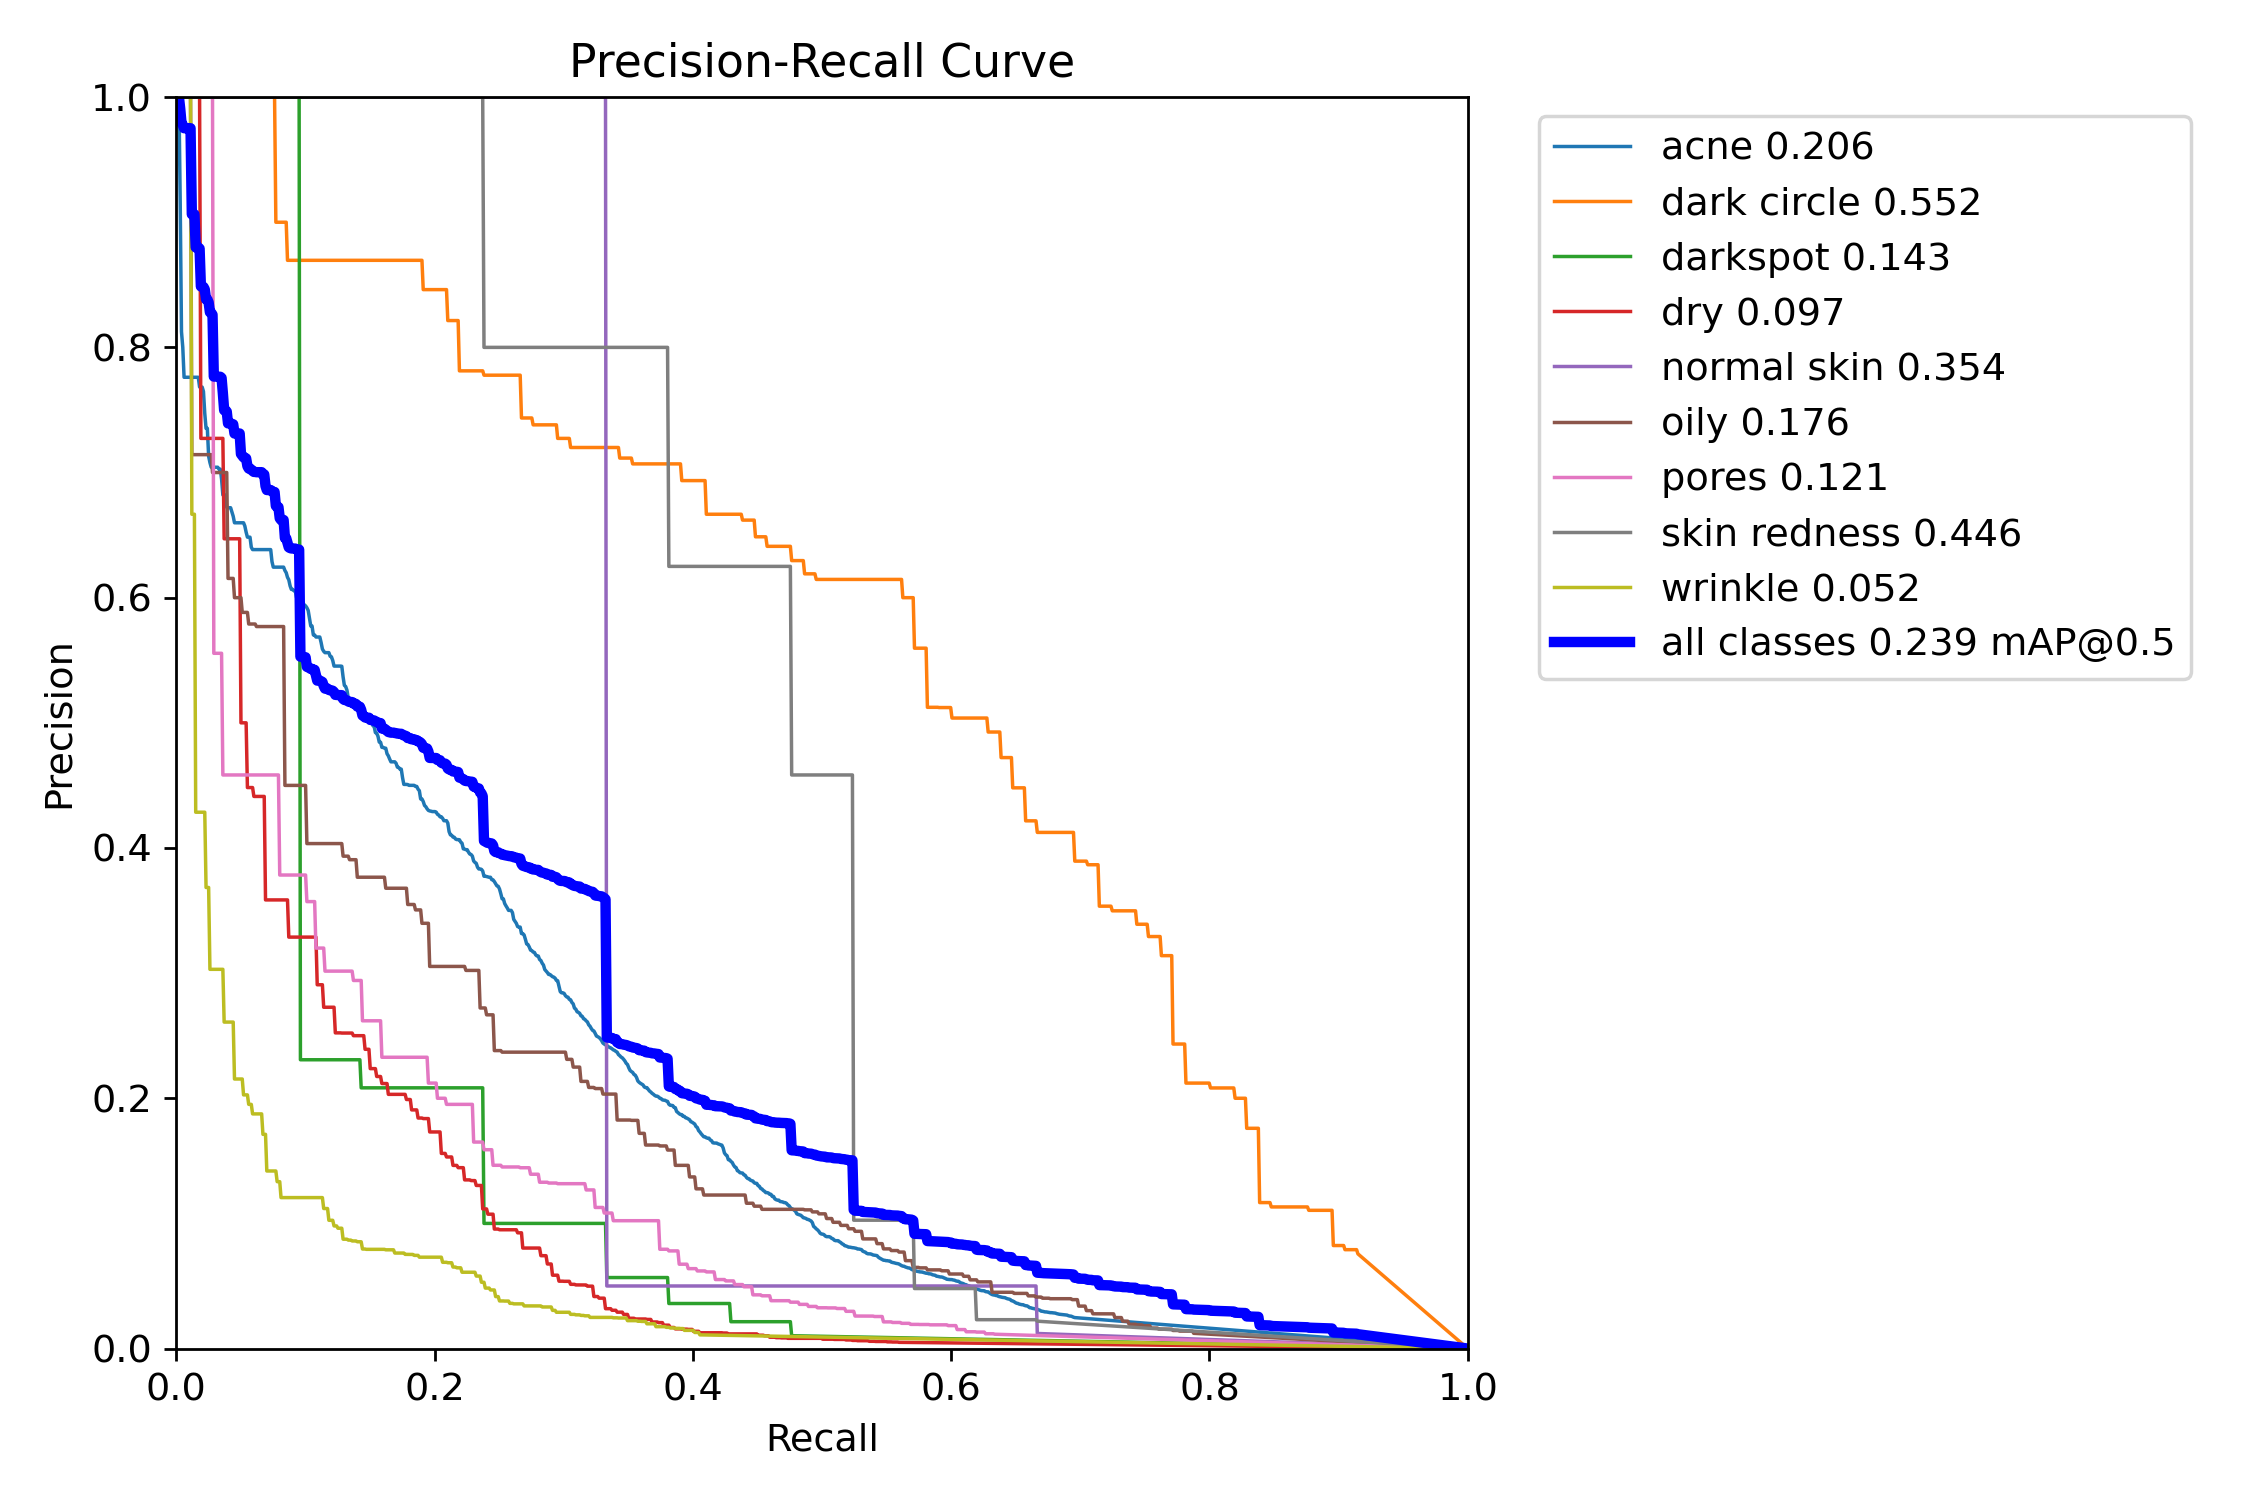 Precision-Recall Curve
1.0
0.8
0.6
0.4
0.2
0.0
Precision
0.0 0.2 0.4 0.6 0.8 1.0
Recall
acne 0.206
dark circle 0.552
darkspot 0.143
dry 0.097
normal skin 0.354
oily 0.176
pores 0.121
skin redness 0.446
wrinkle 0.052
all classes 0.239 mAP@0.5